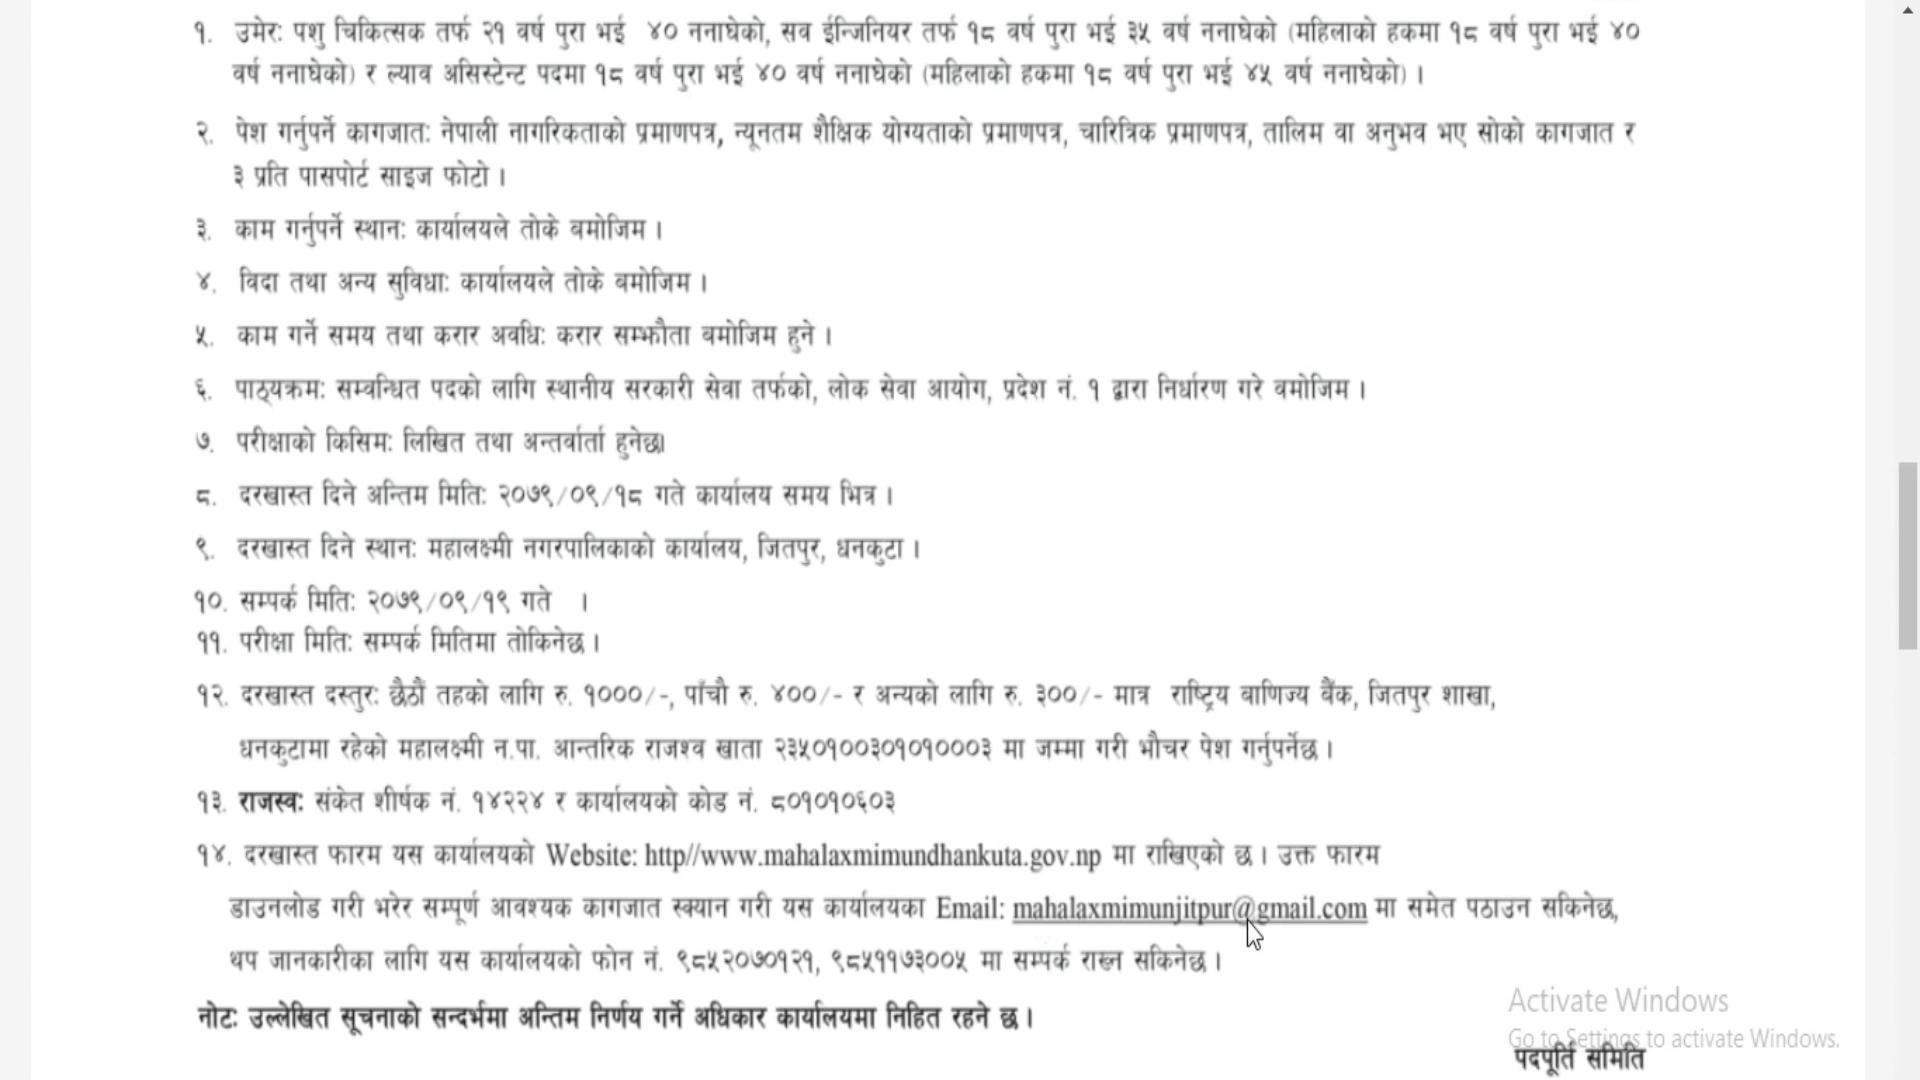 १. उमेर: पशु चिकित्सक तर्फ २१ वर्ष पुरा भई ४० ननाघेको, सव ईन्जिनियर तर्फ १८ वर्ष पुरा भई ३५ वर्ष ननाघेको (महिलाको हकमा १८ वर्ष पुरा भई ४०
वर्ष ननाघेको) र ल्याव असिस्टेन्ट पदमा १८ वर्ष पुरा भई ४० वर्ष ननाघेको (महिलाको हकमा १८ वर्ष पुरा भई ४५ वर्ष ननाघेको) ।
२. पेश गर्नुपर्ने कागजात: नेपाली नागरिकताको प्रमाणपत्र, न्यूनतम शैक्षिक योग्यताको प्रमाणपत्र, चारित्रिक प्रमाणपत्र, तालिम वा अनुभव भए सोको कागजात र
३ प्रति पासपोर्ट साइज फोटो ।
३. काम गर्नुपर्ने स्थान: कार्यालयले तोके बमोजिम ।
४. विदा तथा अन्य सुविधा: कार्यालयले तोके बमोजिम ।
५. काम गर्ने समय तथा करार अवधि: करार सम्झौता बमोजिम हुने ।
६. पाठ्यक्रम: सम्वन्धित पदको लागि स्थानीय सरकारी सेवा तर्फको, लोक सेवा आयोग, प्रदेश नं. १ द्वारा निर्धारण गरे वमोजिम ।
७. परीक्षाको किसिम: लिखित तथा अन्तर्वार्ता हुनेछ।
८. दरखास्त दिने अन्तिम मिति: २०७९/०९/१८ गते कार्यालय समय भित्र ।
९. दरखास्त दिने स्थान: महालक्ष्मी नगरपालिकाको कार्यालय, जितपुर, धनकुटा ।
१०. सम्पर्क मिति: २०७९/०९/१९ गते ।
११. परीक्षा मिति: सम्पर्क मितिमा तोकिनेछ ।
१२. दरखास्त दस्तुर: छैठौं तहको लागि रु. १०००/-, पाँचौ रु. ४००/- र अन्यको लागि रु. ३००/- मात्र राष्ट्रिय बाणिज्य बैंक, जितपुर शाखा,
धनकुटामा रहेको महालक्ष्मी न.पा. आन्तरिक राजश्व खाता २३५०१००३०१०१०००३ मा जम्मा गरी भौचर पेश गर्नुपर्नेछ ।
१३. राजस्व: संकेत शीर्षक नं. १४२२४ र कार्यालयको कोड नं. ८०१०१०६०३
१४. दरखास्त फारम यस कार्यालयको Website: http//www.mahalaxmimundhankuta.gov.np मा राखिएको छ । उक्त फारम
डाउनलोड गरी भरेर सम्पूर्ण आवश्यक कागजात स्क्यान गरी यस कार्यालयका Email: mahalaxmimunjitpur@gmail.com मा समेत पठाउन सकिनेछ,
थप जानकारीका लागि यस कार्यालयको फोन नं. ९८५२०७०१२१, ९८५११७३००५ मा सम्पर्क राख्न सकिनेछ ।
नोट: उल्लेखित सूचनाको सन्दर्भमा अन्तिम निर्णय गर्ने अधिकार कार्यालयमा निहित रहने छ ।
Activate Windows
Go to Settings to activate Windows.
पदपूर्ति समिति